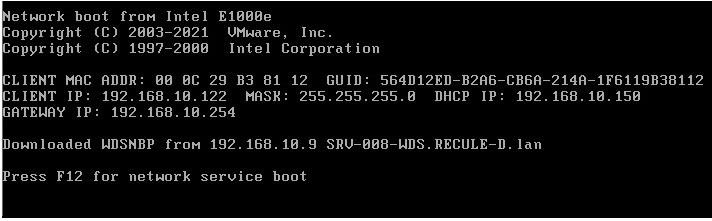 Network boot from Intel E1000e
Copyright (C) 2003-2021  VMware, Inc.
Copyright (C) 1997-2000  Intel Corporation
CLIENT MAC ADDR: 00 0C 29 B3 81 12  GUID: 564D12ED-B2A6-CB6A-214A-1F6119B38112
CLIENT IP: 192.168.10.122  MASK: 255.255.255.0  DHCP IP: 192.168.10.150
GATEWAY IP: 192.168.10.254
Downloaded WDSNBP from 192.168.10.9 SRV-008-WDS.RECULE-D.lan
Press F12 for network service boot